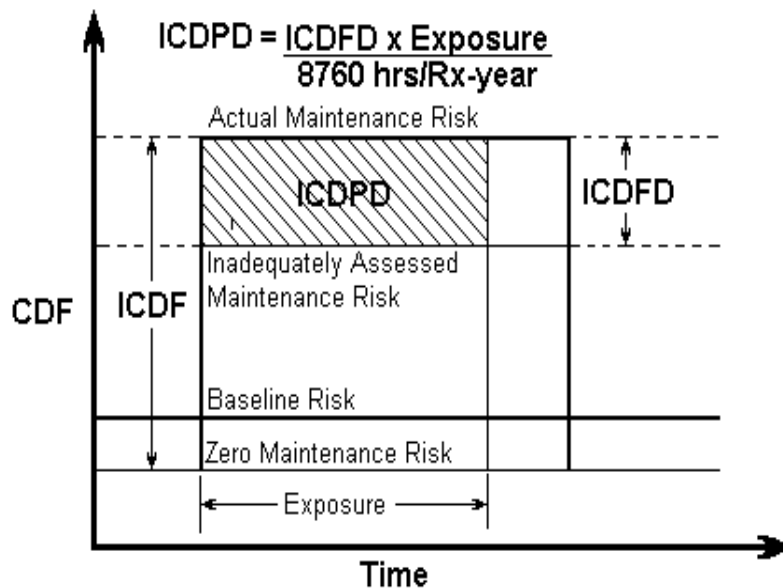 ICDPD = ICDFD x Exposure
8760 hrs/Rx-year
Actual Maintenance Risk
ICDPD
ICDFD
Inadequately Assessed
Maintenance Risk
CDF
ICDF
Baseline Risk
Zero Maintenance Risk
Exposure
Time